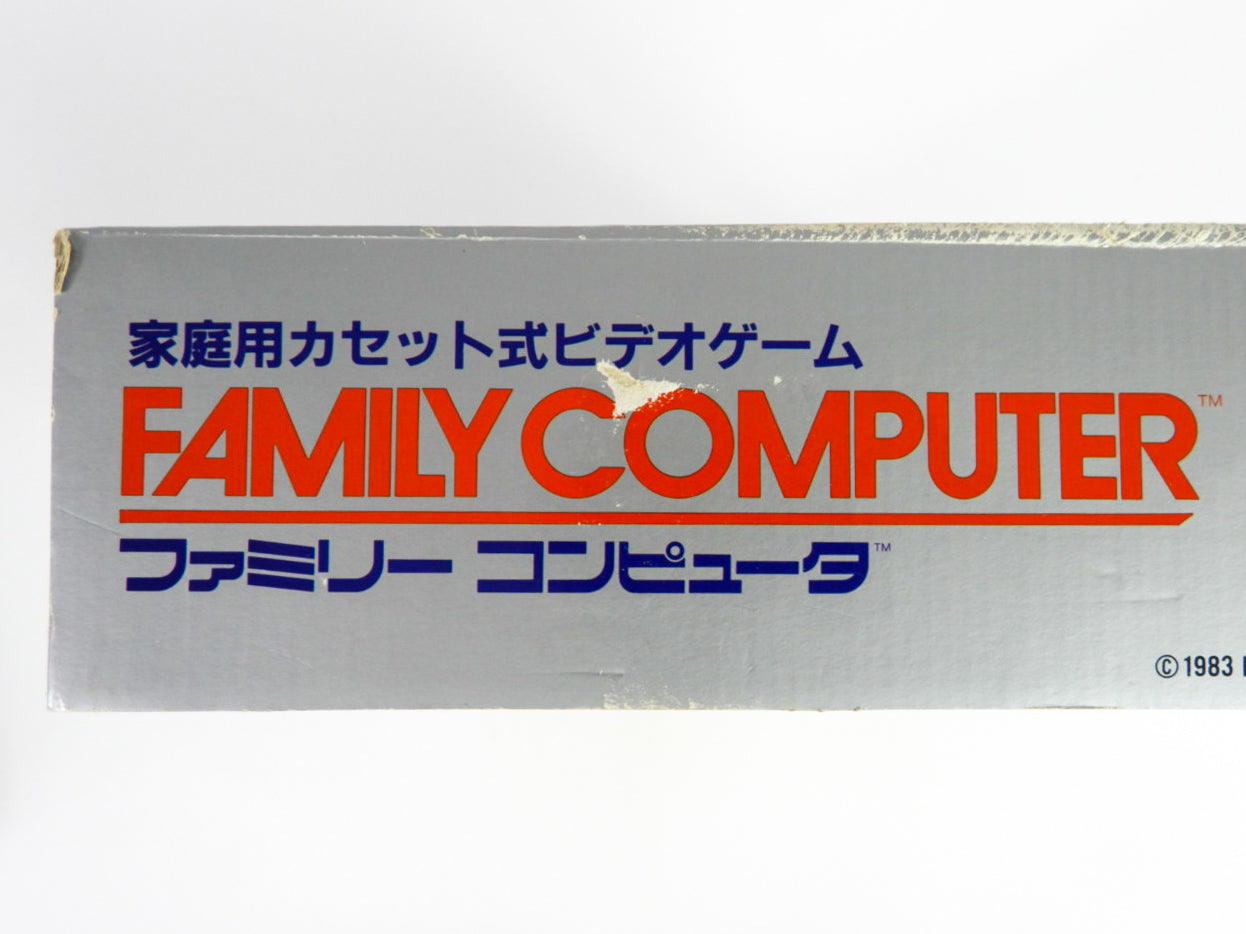 家庭用カセット式ビデオゲーム
FAMILY COMPUTER™
ファミリー コンピュータ™
©1983